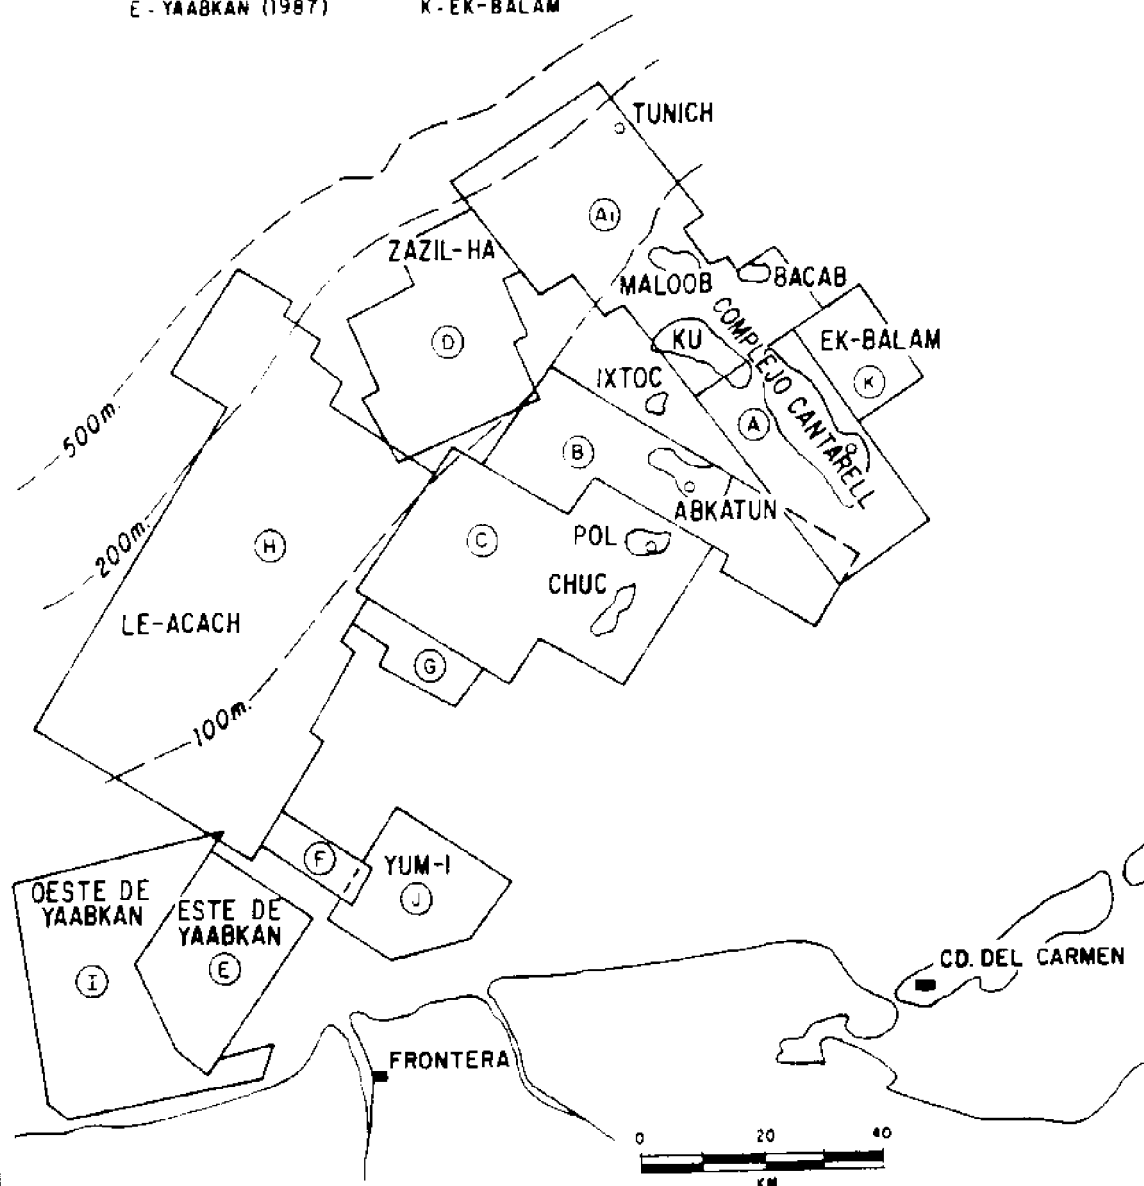 E - YAABKAN (1987) K - EK-BALAM
TUNICH
A1
ZAZIL-HA
MALOOB
BACAB
COMPLEJO CANTARELL
KU
EK-BALAM
D
IXTOC
K
A
500m.
B
ABKATUN
200m.
H
C
POL
CHUC
LE-ACACH
G
100m.
F
YUM-I
J
OESTE DE
YAABKAN
ESTE DE
YAABKAN
E
I
CD. DEL CARMEN
FRONTERA
0 20 40
KM